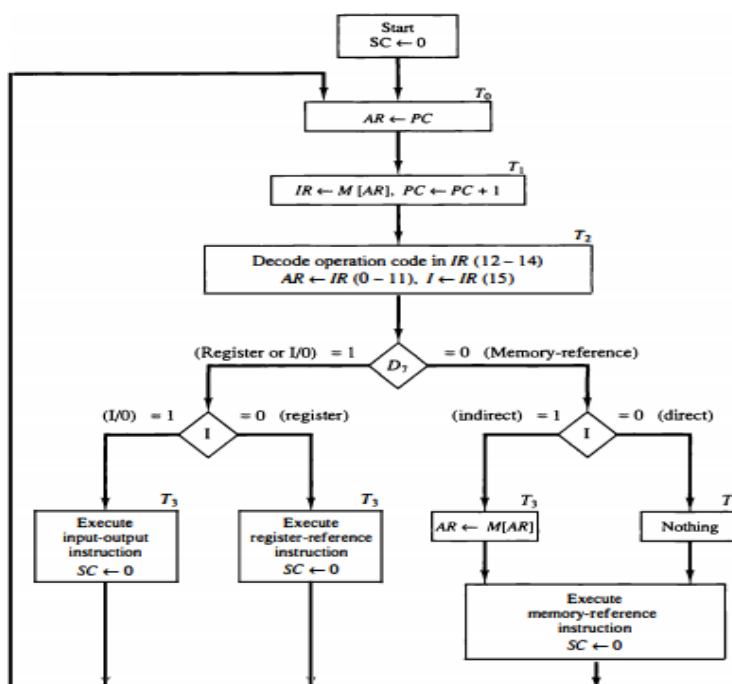 Start
SC ← 0
T₀
AR ← PC
T₁
IR ← M [AR], PC ← PC + 1
T₂
Decode operation code in IR (12 – 14)
AR ← IR (0 – 11), I ← IR (15)
(Register or I/0) = 1
D₇
= 0 (Memory-reference)
(I/0) = 1
I
= 0 (register)
(indirect) = 1
I
= 0 (direct)
T₃
Execute
input-output
instruction
SC ← 0
T₃
Execute
register-reference
instruction
SC ← 0
T₃
AR ← M[AR]
T
Nothing
Execute
memory-reference
instruction
SC ← 0